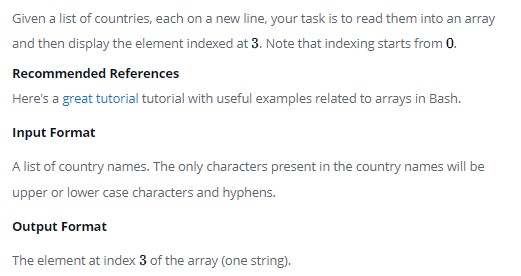 Given a list of countries, each on a new line, your task is to read them into an array
and then display the element indexed at 3. Note that indexing starts from 0.
Recommended References
Here's a great tutorial tutorial with useful examples related to arrays in Bash.
Input Format
A list of country names. The only characters present in the country names will be
upper or lower case characters and hyphens.
Output Format
The element at index 3 of the array (one string).